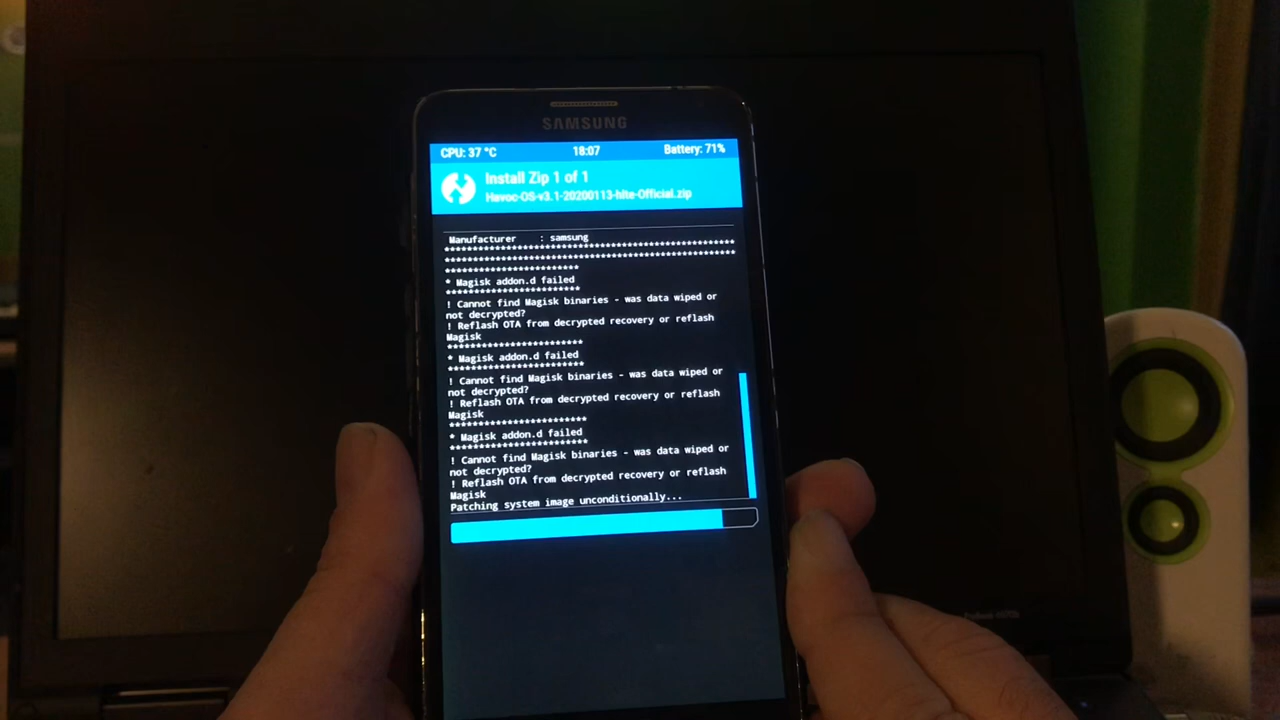 SAMSUNG
CPU: 37 °C 18:07 Battery: 71%
Install Zip 1 of 1
Havoc-OS-v3.1-20200113-hlte-Official.zip
Manufacturer : samsung
*******************************************************
*******************************************************
*************************
* Magisk addon.d failed
*************************
! Cannot find Magisk binaries - was data wiped or
not decrypted?
! Reflash OTA from decrypted recovery or reflash
Magisk
*************************
* Magisk addon.d failed
*************************
! Cannot find Magisk binaries - was data wiped or
not decrypted?
! Reflash OTA from decrypted recovery or reflash
Magisk
*************************
* Magisk addon.d failed
*************************
! Cannot find Magisk binaries - was data wiped or
not decrypted?
! Reflash OTA from decrypted recovery or reflash
Magisk
Patching system image unconditionally...